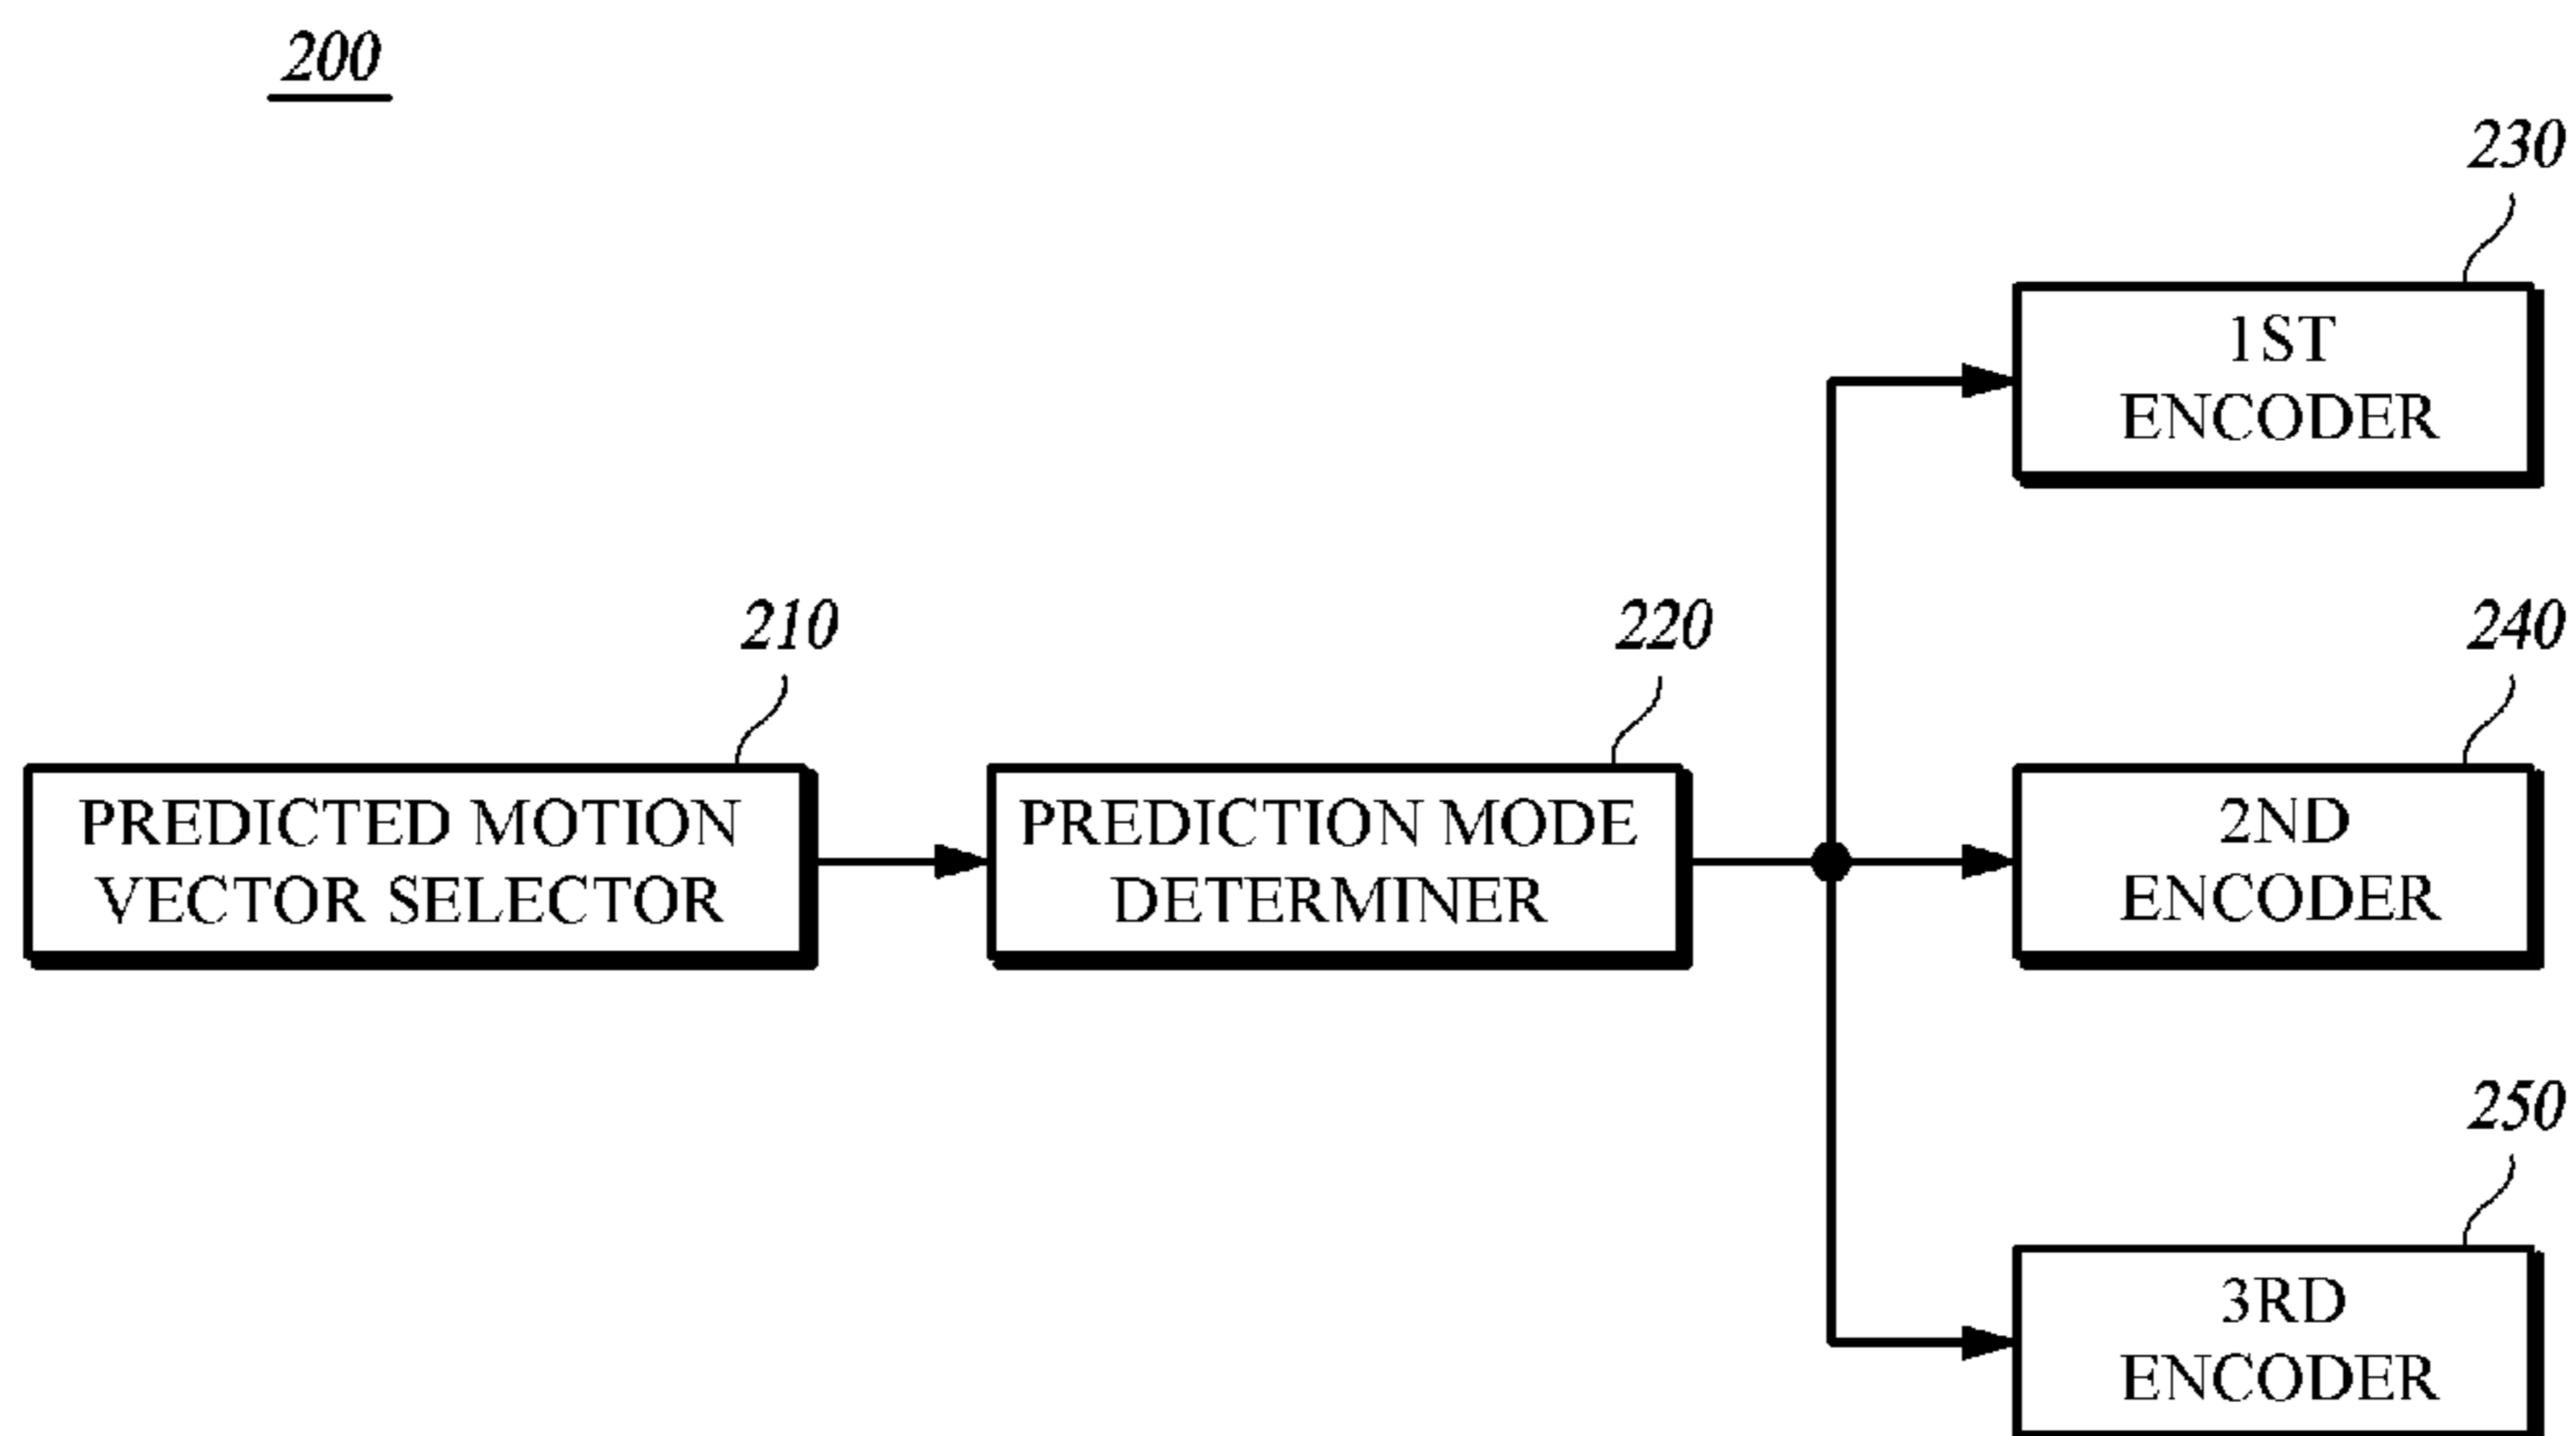 200
230
1ST
ENCODER
210
220
240
PREDICTED MOTION
VECTOR SELECTOR
PREDICTION MODE
DETERMINER
2ND
ENCODER
250
3RD
ENCODER